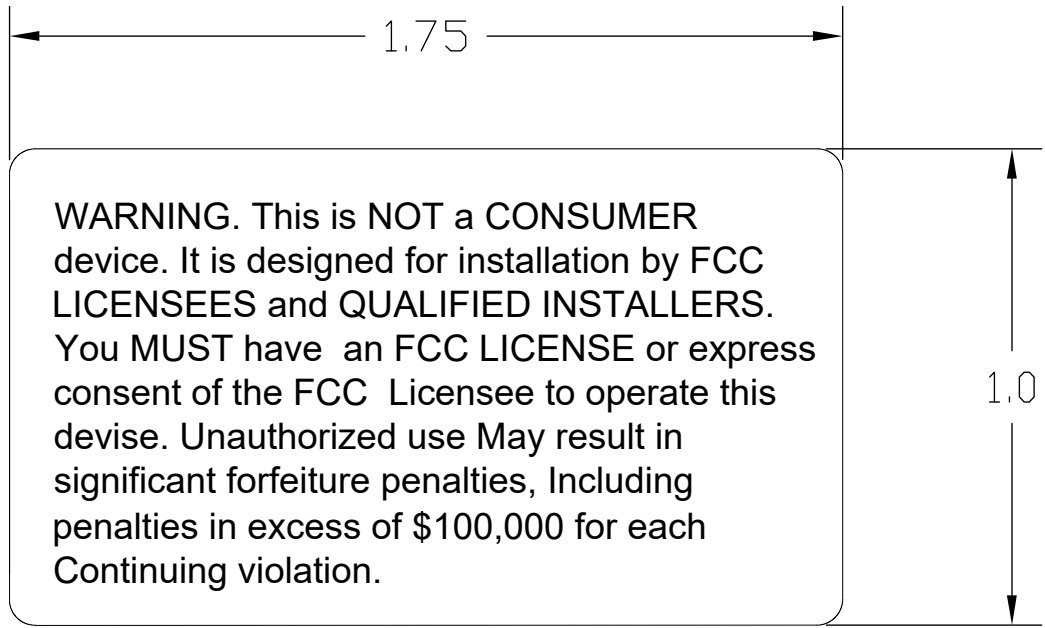 1.75
WARNING. This is NOT a CONSUMER
device. It is designed for installation by FCC
LICENSEES and QUALIFIED INSTALLERS.
You MUST have  an FCC LICENSE or express
consent of the FCC  Licensee to operate this
devise. Unauthorized use May result in
significant forfeiture penalties, Including
penalties in excess of $100,000 for each
Continuing violation.
1.0